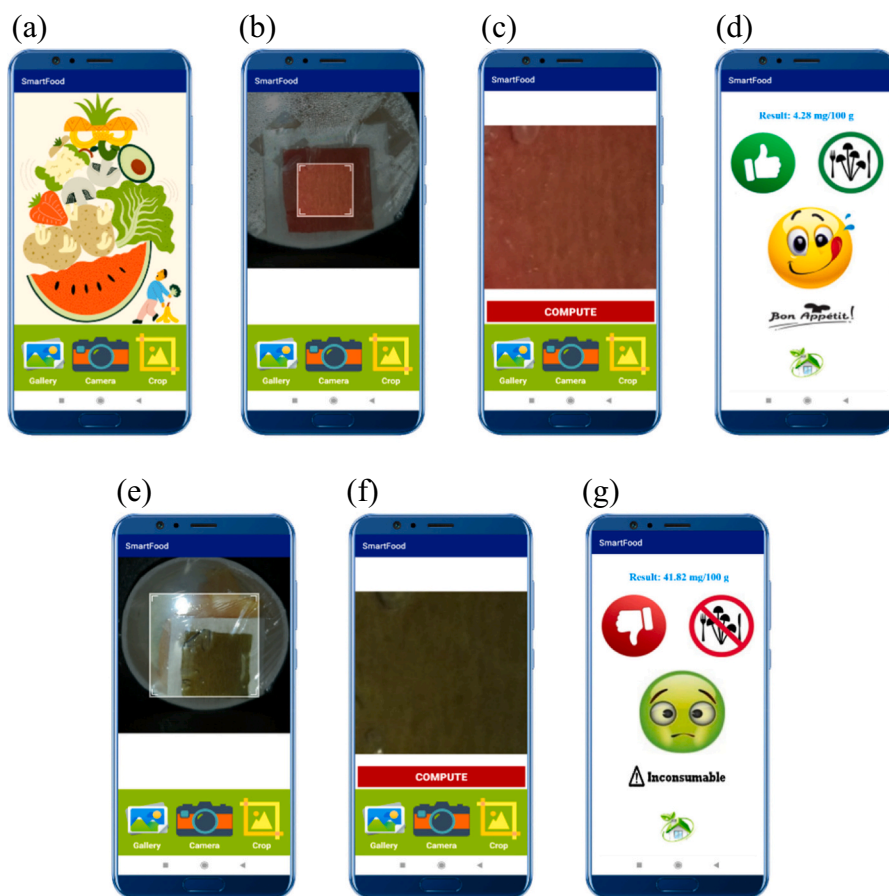 (a)
(b)
(c)
(d)
SmartFood
SmartFood
SmartFood
SmartFood
Result: 4.28 mg/100 g
Bon Appétit!
COMPUTE
Gallery Camera Crop
Gallery Camera Crop
Gallery Camera Crop
(e)
(f)
(g)
SmartFood
SmartFood
SmartFood
Result: 41.82 mg/100 g
Inconsumable
COMPUTE
Gallery Camera Crop
Gallery Camera Crop